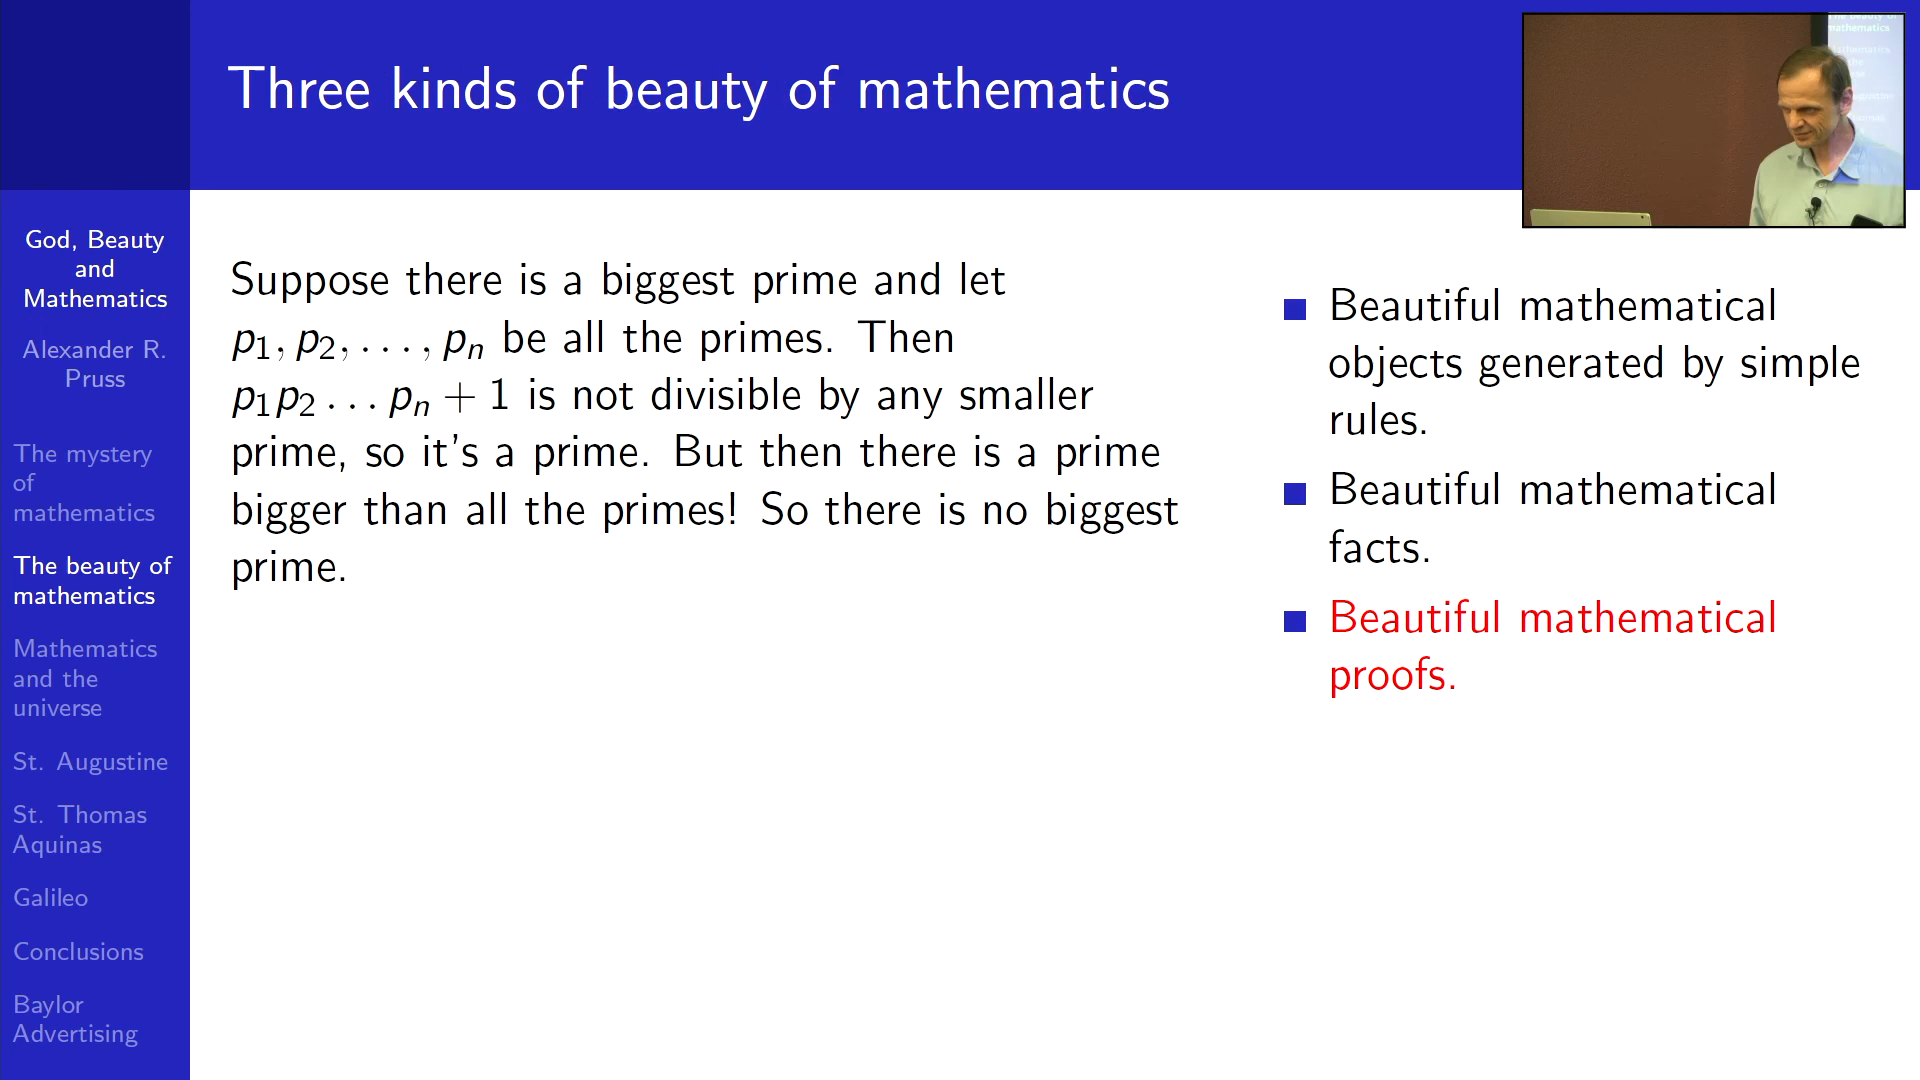 Three kinds of beauty of mathematics
God, Beauty
and
Mathematics
Alexander R.
Pruss
The mystery
of
mathematics
The beauty of
mathematics
Mathematics
and the
universe
St. Augustine
St. Thomas
Aquinas
Galileo
Conclusions
Baylor
Advertising
Suppose there is a biggest prime and let
p₁, p₂, . . . , pₙ be all the primes. Then
p₁p₂ . . . pₙ + 1 is not divisible by any smaller
prime, so it's a prime. But then there is a prime
bigger than all the primes! So there is no biggest
prime.
Beautiful mathematical
objects generated by simple
rules.
Beautiful mathematical
facts.
Beautiful mathematical
proofs.
mathematics